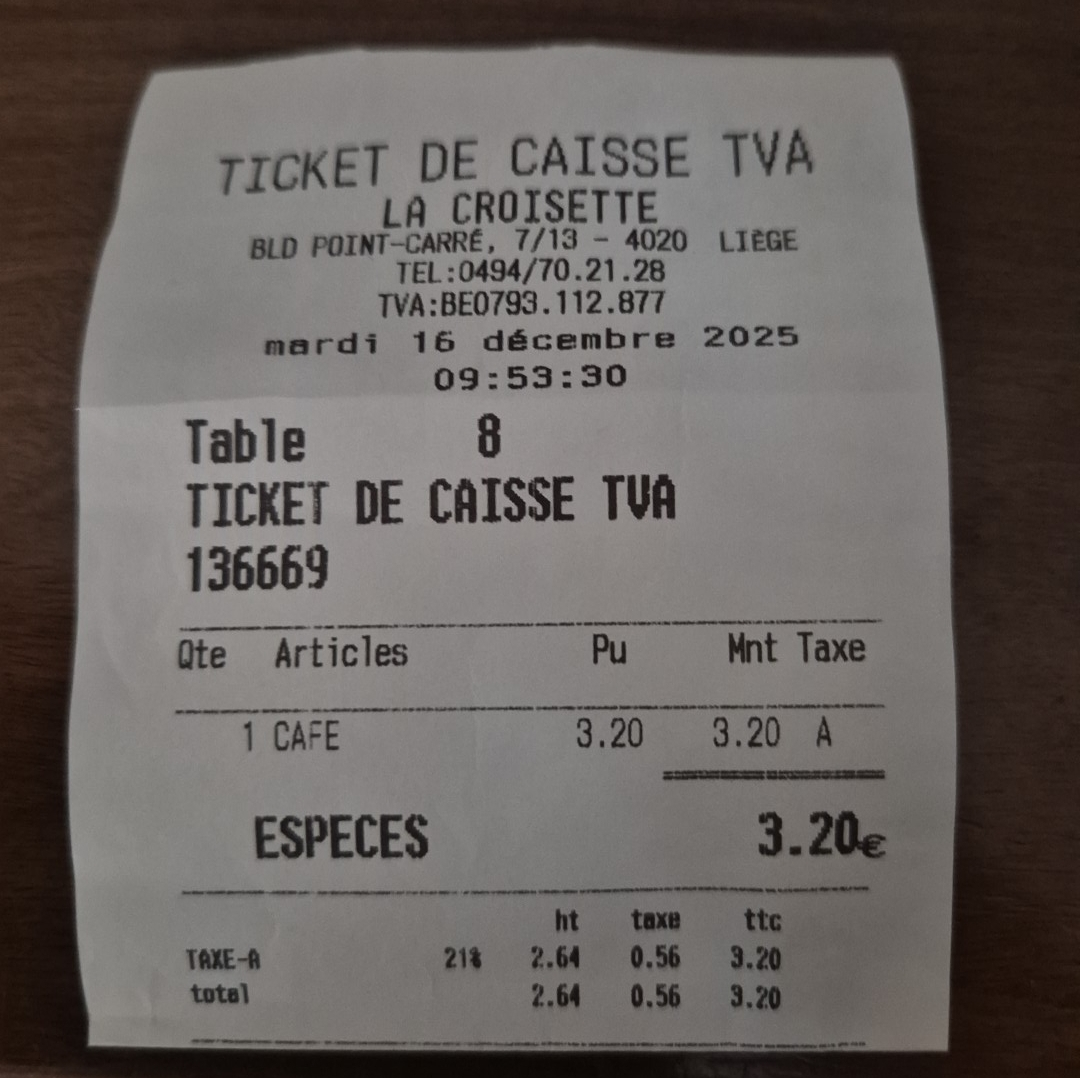 TICKET DE CAISSE TVA
LA CROISETTE
BLD POINT-CARRÉ, 7/13 - 4020 LIÈGE
TEL:0494/70.21.28
TVA:BE0793.112.877
mardi 16 décembre 2025
09:53:30
Table 8
TICKET DE CAISSE TVA
136669
Qte Articles Pu Mnt Taxe
1 CAFE 3.20 3.20 A
ESPECES 3.20€
ht taxe ttc
TAXE-A 21% 2.64 0.56 3.20
total 2.64 0.56 3.20